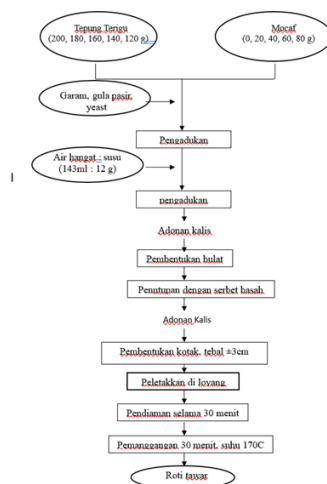 Tepung Terigu
(200, 180, 160, 140, 120 g)
Mocaf
(0, 20, 40, 60, 80 g)
Garam, gula pasir,
yeast
Pengadukan
Air hangat : susu
(143ml : 12 g)
pengadukan
Adonan kalis
Pembentukan bulat
Penutupan dengan serbet basah
Adonan Kalis
Pembentukan kotak, tebal ±3cm
Peletakkan di loyang
Pendiaman selama 30 menit
Pemanggangan 30 menit, suhu 170C
Roti tawar